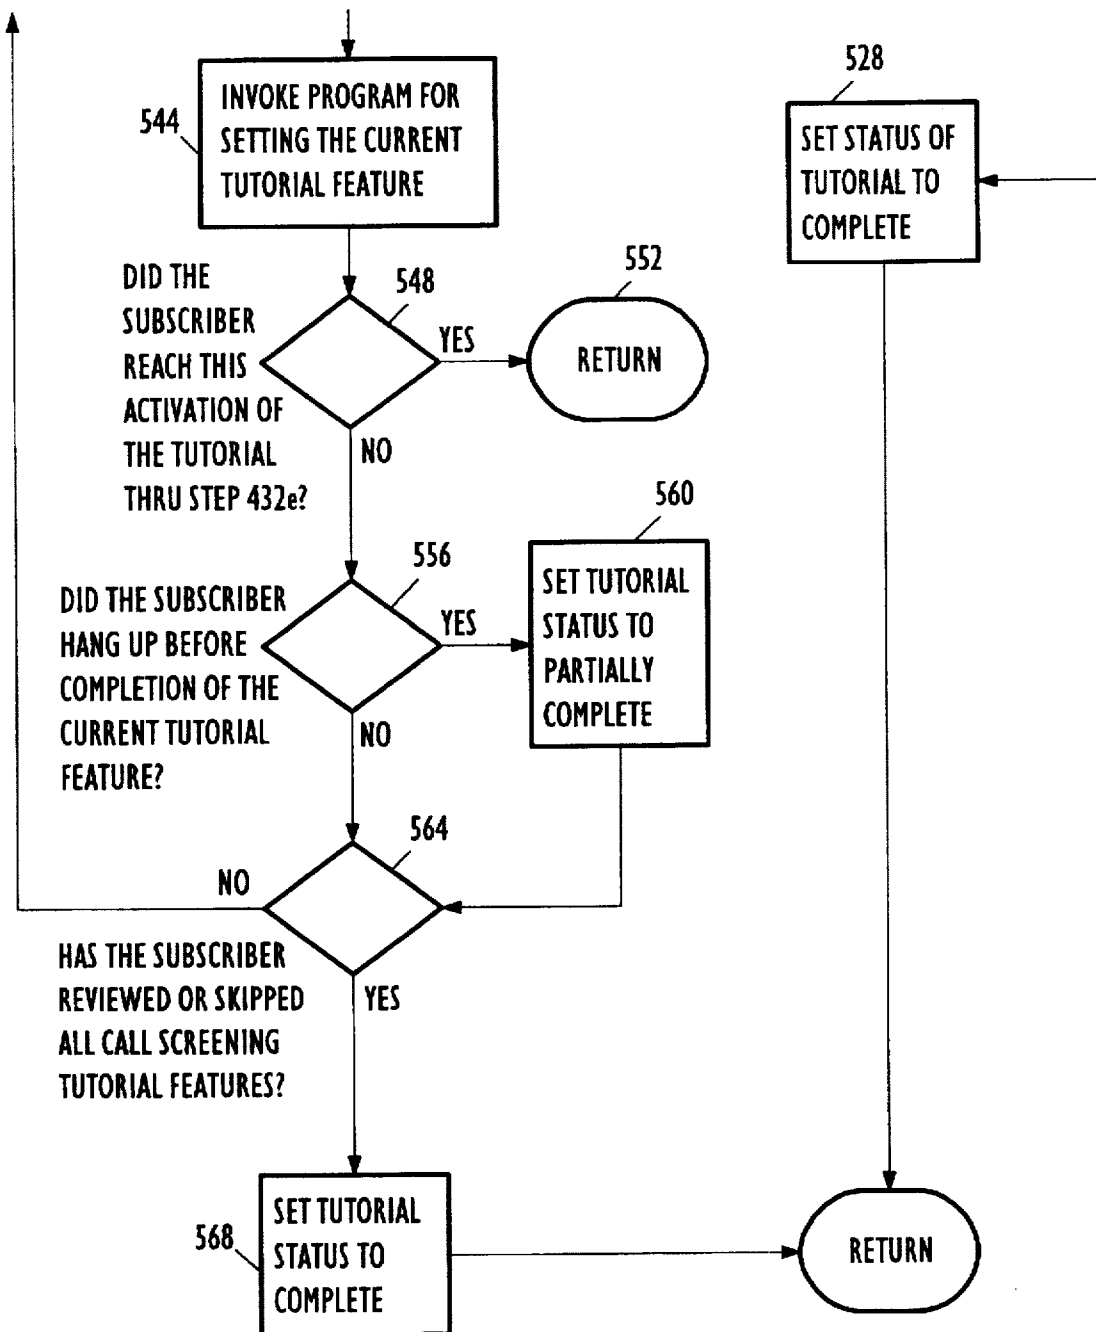 544
INVOKE PROGRAM FOR
SETTING THE CURRENT
TUTORIAL FEATURE
528
SET STATUS OF
TUTORIAL TO
COMPLETE
DID THE
SUBSCRIBER
REACH THIS
ACTIVATION OF
THE TUTORIAL
THRU STEP 432e?
548
YES
NO
552
RETURN
DID THE SUBSCRIBER
HANG UP BEFORE
COMPLETION OF THE
CURRENT TUTORIAL
FEATURE?
556
YES
NO
560
SET TUTORIAL
STATUS TO
PARTIALLY
COMPLETE
564
NO
HAS THE SUBSCRIBER
REVIEWED OR SKIPPED
ALL CALL SCREENING
TUTORIAL FEATURES?
YES
568
SET TUTORIAL
STATUS TO
COMPLETE
RETURN